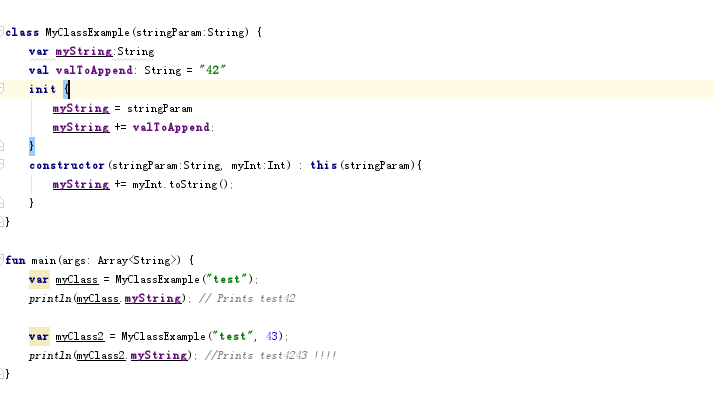 class MyClassExample(stringParam:String) {
    var myString:String
    val valToAppend: String = "42"
    init {
        myString = stringParam
        myString += valToAppend;
    }
    constructor(stringParam:String, myInt:Int) : this(stringParam){
        myString += myInt.toString();
    }
}
fun main(args: Array<String>) {
    var myClass = MyClassExample("test");
    println(myClass.myString); // Prints test42
    var myClass2 = MyClassExample("test", 43);
    println(myClass2.myString); //Prints test4243 !!!!
}